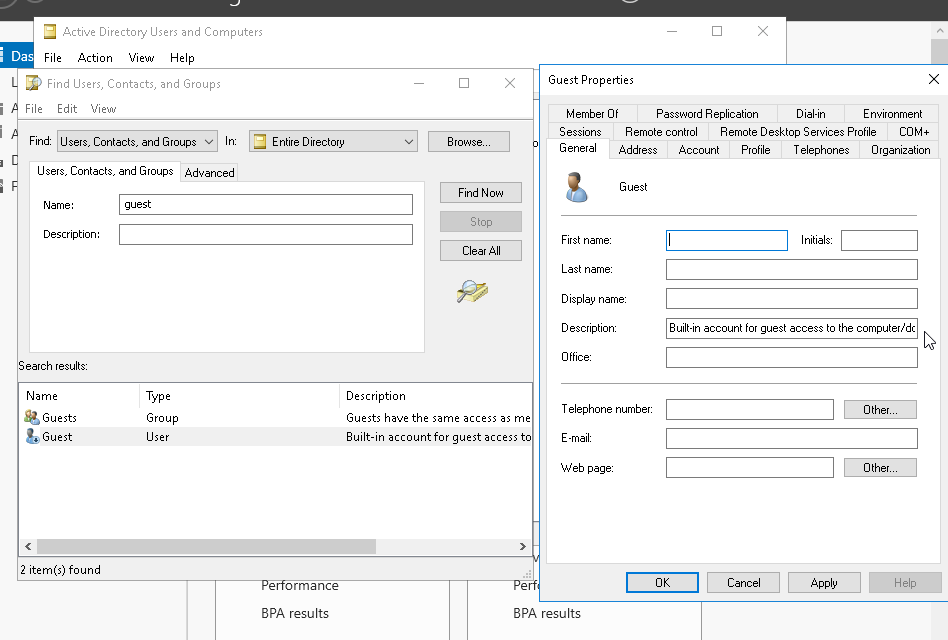 Active Directory Users and Computers
File Action View Help
Das
Find Users, Contacts, and Groups
File Edit View
Find: Users, Contacts, and Groups In: Entire Directory Browse...
Users, Contacts, and Groups Advanced
Name: guest
Description:
Find Now
Stop
Clear All
Search results:
Name Type Description
Guests Group Guests have the same access as me
Guest User Built-in account for guest access to
2 item(s) found
Guest Properties
Member Of Password Replication Dial-in Environment
Sessions Remote control Remote Desktop Services Profile COM+
General Address Account Profile Telephones Organization
Guest
First name: Initials:
Last name:
Display name:
Description: Built-in account for guest access to the computer/do
Office:
Telephone number: Other...
E-mail:
Web page: Other...
OK Cancel Apply Help
Performance Perfo
BPA results BPA results